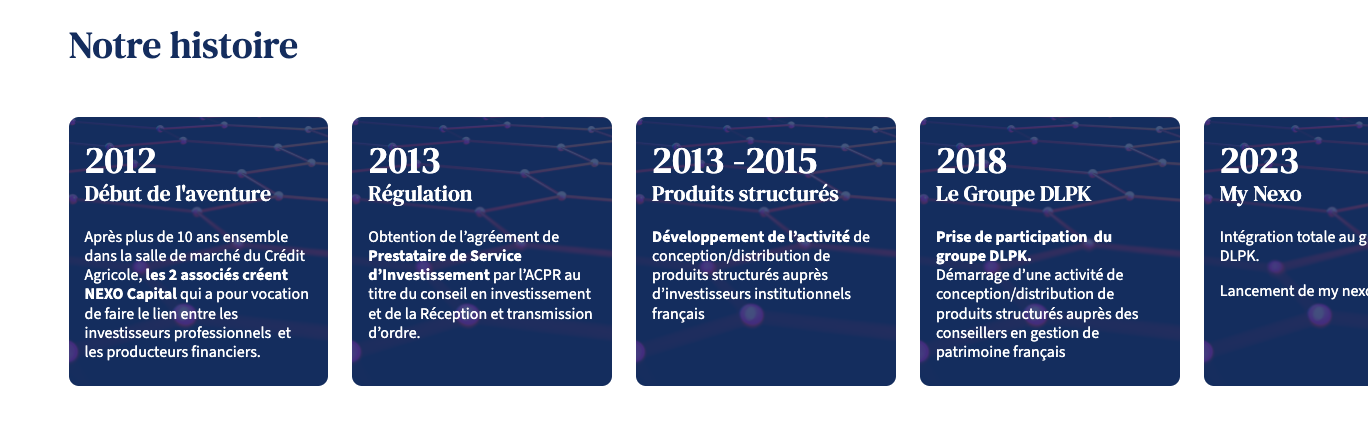 Notre histoire
2012
Début de l'aventure
Après plus de 10 ans ensemble
dans la salle de marché du Crédit
Agricole, les 2 associés créent
NEXO Capital qui a pour vocation
de faire le lien entre les
investisseurs professionnels  et
les producteurs financiers.
2013
Régulation
Obtention de l’agréement de
Prestataire de Service
d’Investissement par l’ACPR au
titre du conseil en investissement
et de la Réception et transmission
d’ordre.
2013 -2015
Produits structurés
Développement de l’activité de
conception/distribution de
produits structurés auprès
d’investisseurs institutionnels
français
2018
Le Groupe DLPK
Prise de participation  du
groupe DLPK.
Démarrage d’une activité de
conception/distribution de
produits structurés auprès des
conseillers en gestion de
patrimoine français
2023
My Nexo
Intégration totale au
DLPK.
Lancement de my